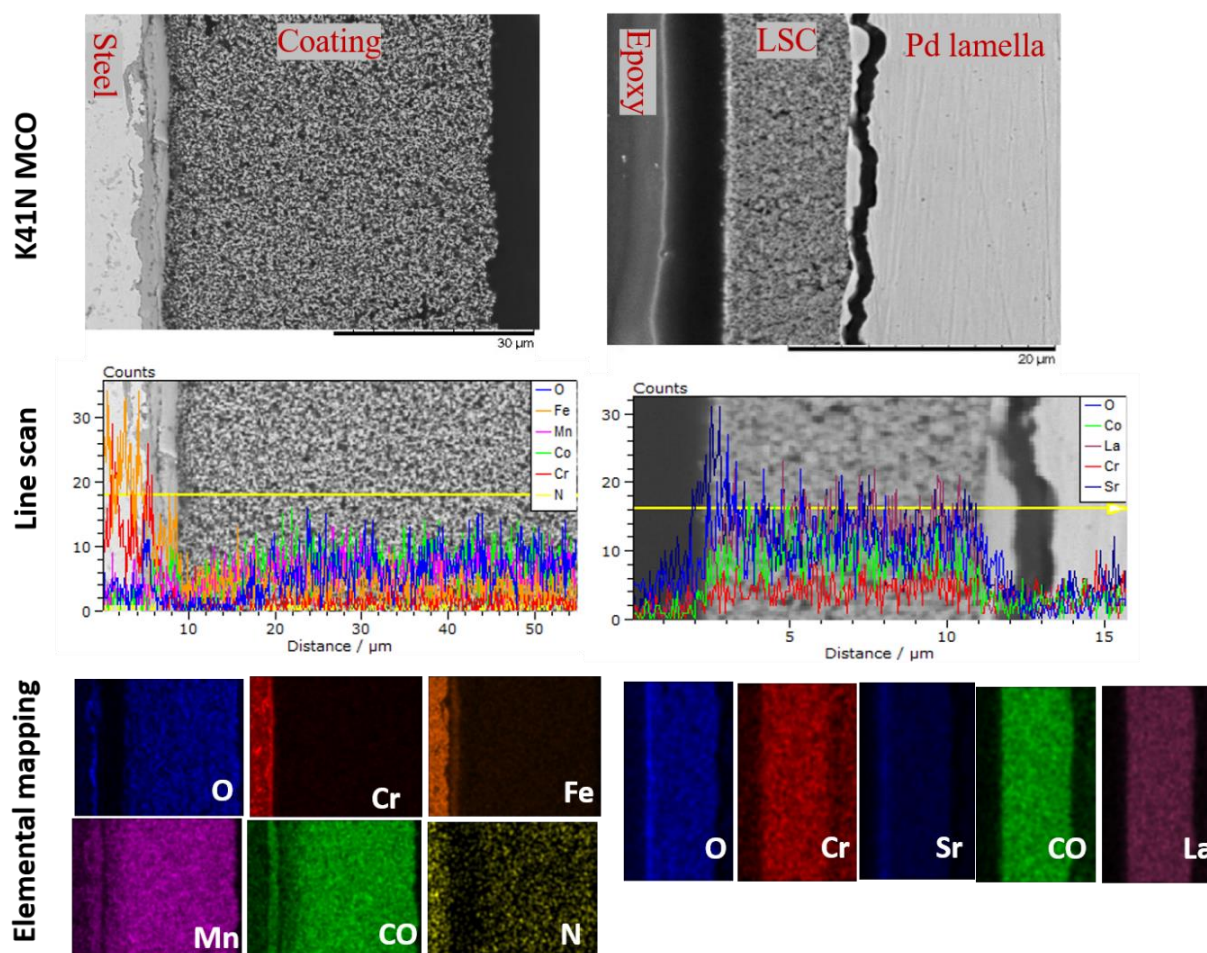 K41N MCO
Steel
Coating
30 µm
Epoxy
LSC
Pd lamella
20 µm
Line scan
Counts
30
20
10
0
0
10
20
30
40
50
Distance / µm
O
Fe
Mn
Co
Cr
N
Counts
30
20
10
0
5
10
15
Distance / µm
O
Co
La
Cr
Sr
Elemental mapping
O
Cr
Fe
Mn
CO
N
O
Cr
Sr
CO
La